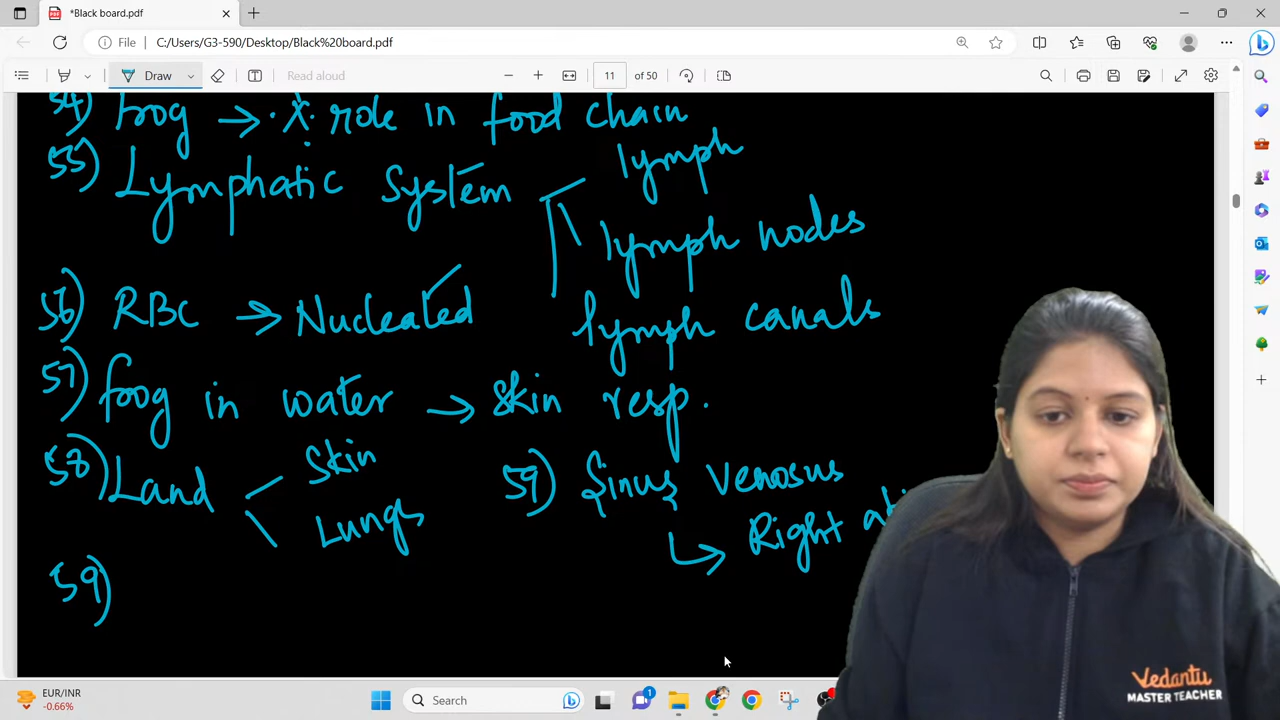 *Black board.pdf
File C:/Users/G3-590/Desktop/Black%20board.pdf
Draw Read aloud 11 of 50
54) Frog → ·X· role in food chain
55) Lymphatic System
lymph
lymph nodes
lymph canals
56) RBC → Nucleated
57) frog in water → skin resp.
58) Land
Skin
Lungs
59) Sinus venosus
Right
59)
Vedantu
MASTER TEACHER
EUR/INR
-0.66%
Search
1